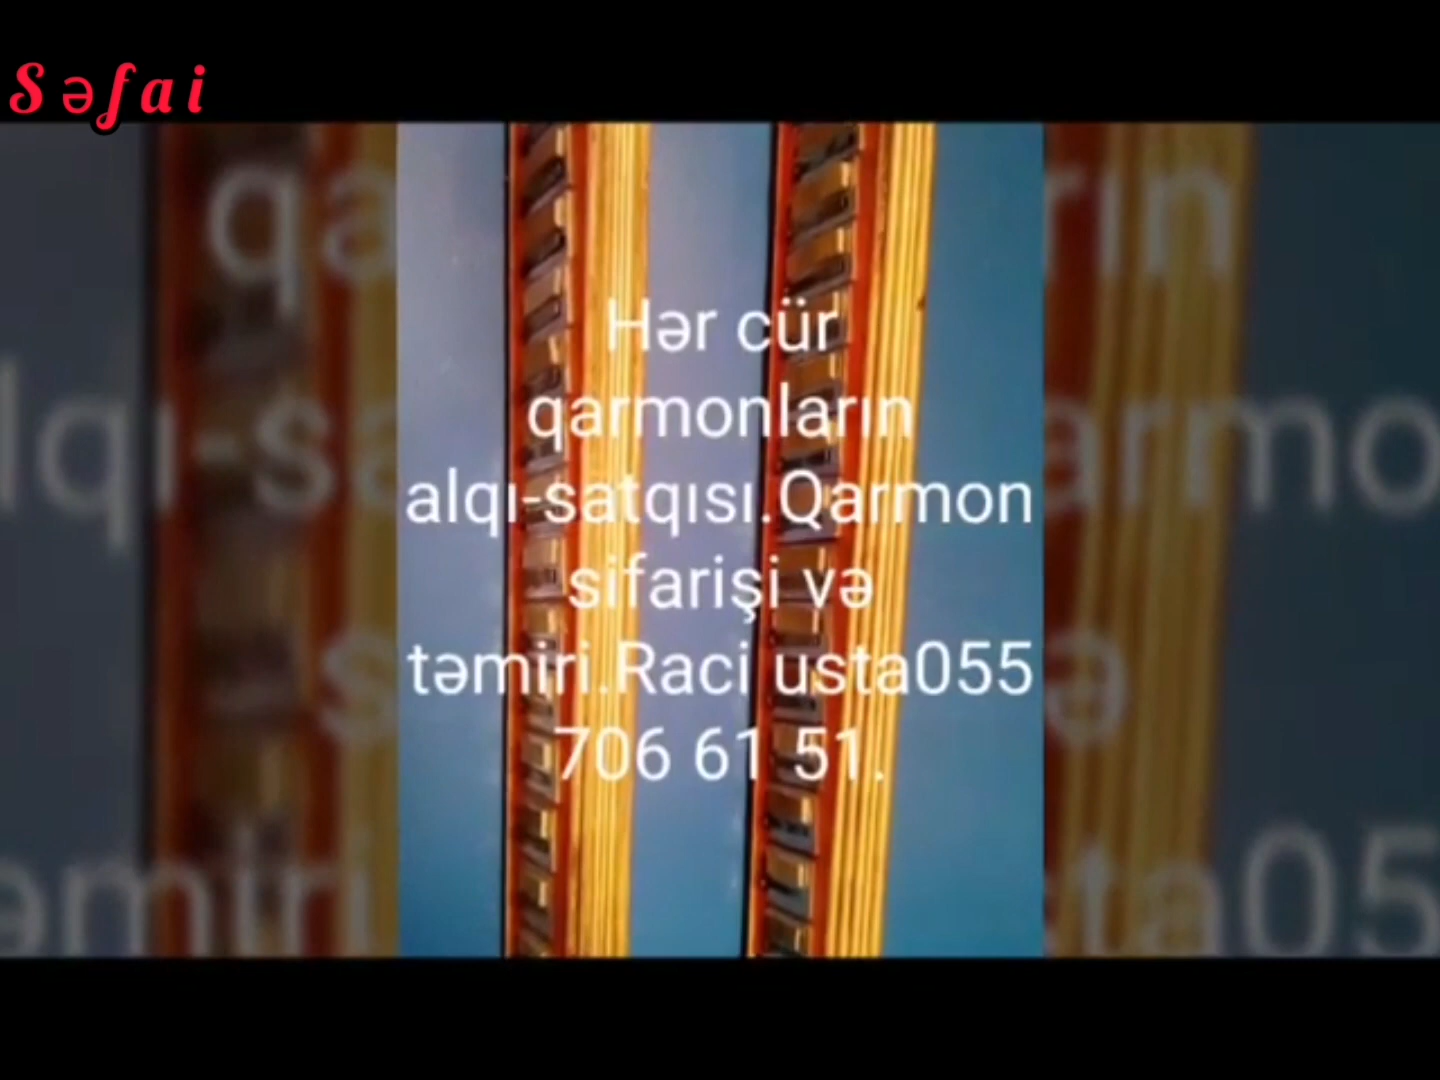 Səfai
Hər cür
qarmonların
alqı-satqısı.Qarmon
sifarişi və
təmiri.Raci usta055
706 61 51.